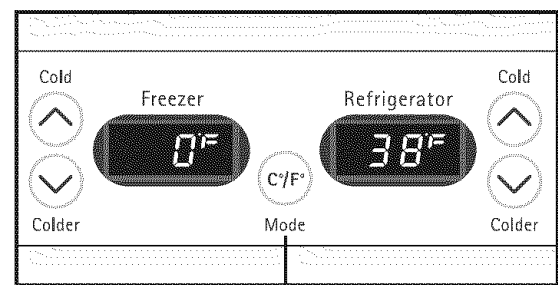 Cold
Cold
Freezer
Refrigerator
0°F
38°F
C°/F°
Colder
Mode
Colder